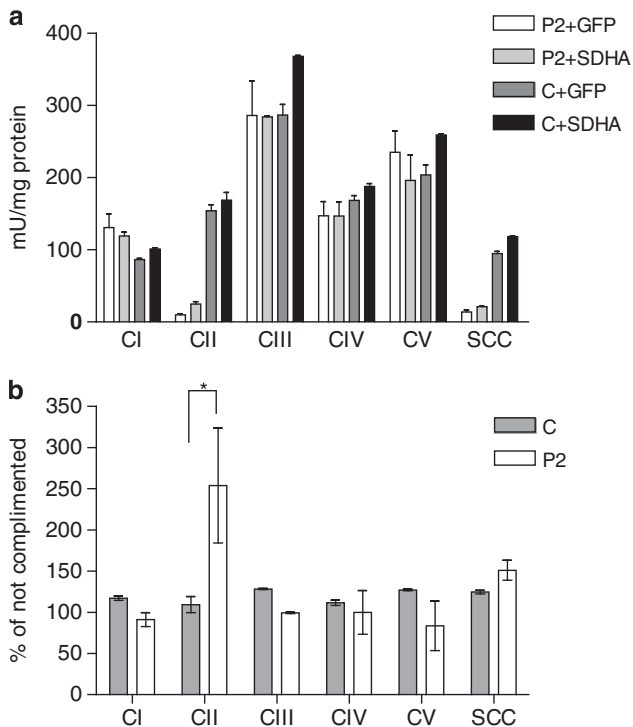 a
mU/mg protein
400
300
200
100
0
CI CII CIII CIV CV SCC
P2+GFP
P2+SDHA
C+GFP
C+SDHA
b
% of not complimented
350
300
250
200
150
100
50
0
*
CI CII CIII CIV CV SCC
C
P2